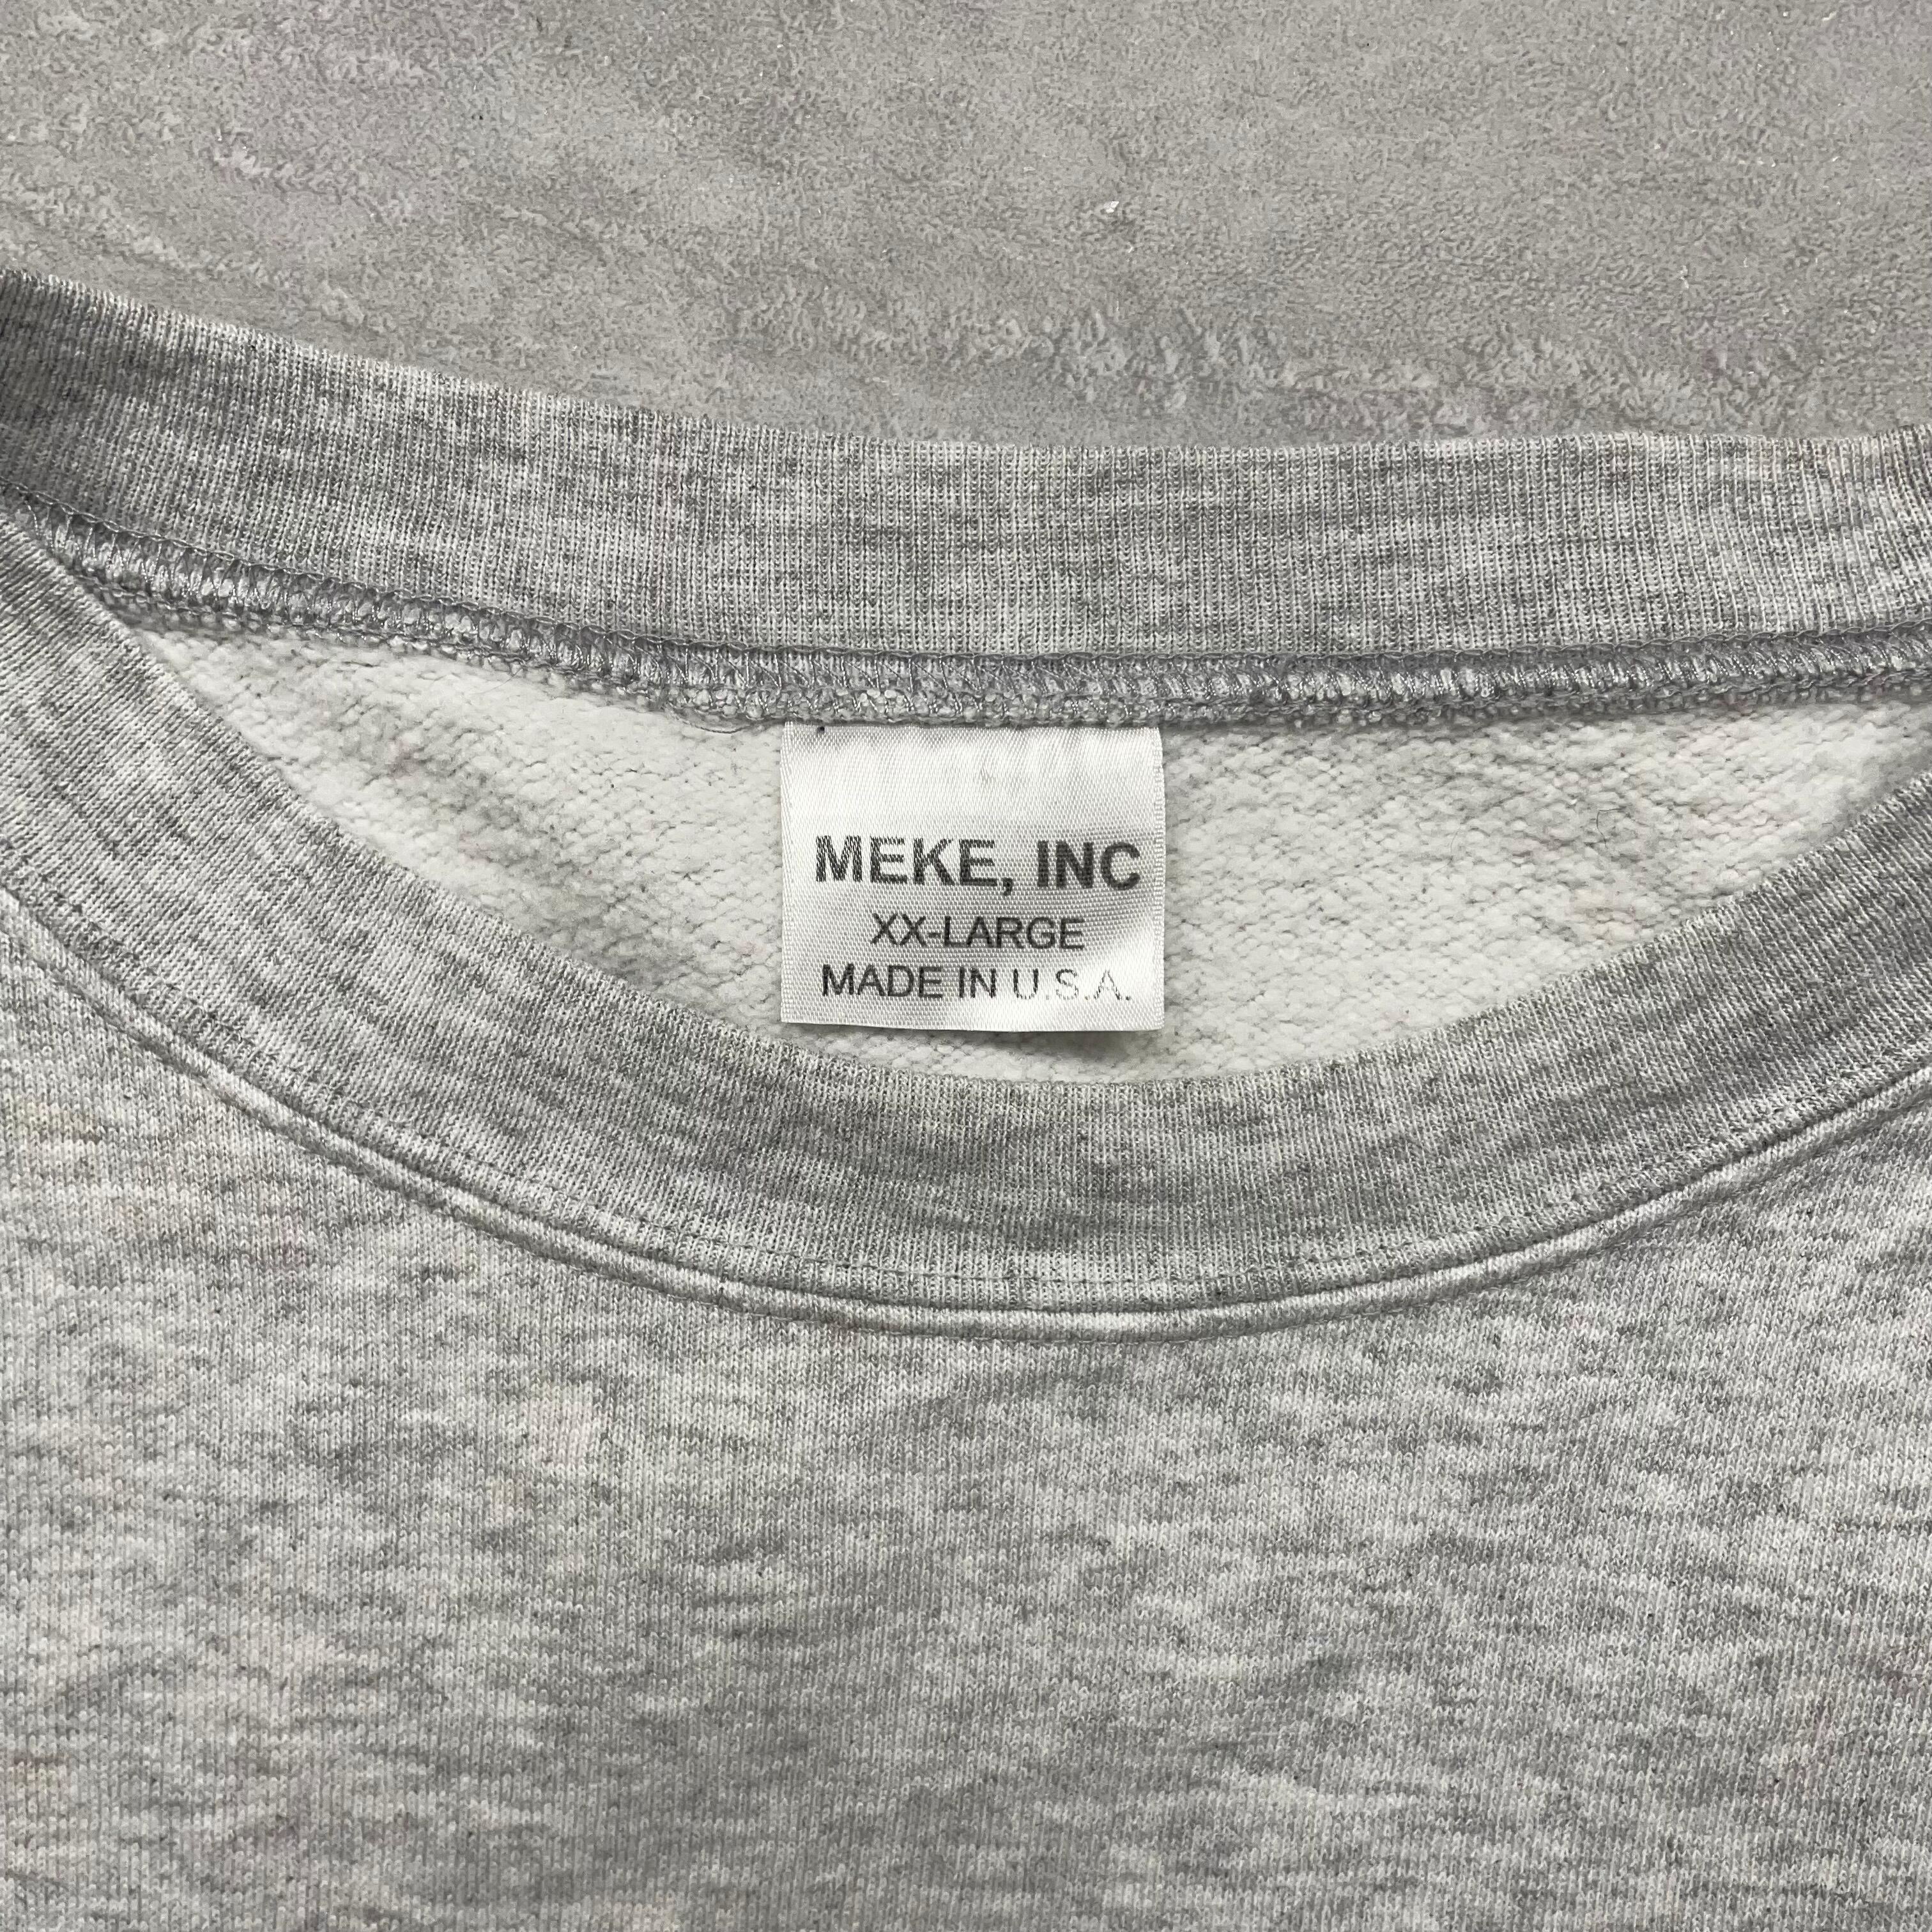 MEKE, INC
XX-LARGE
MADE IN U.S.A.